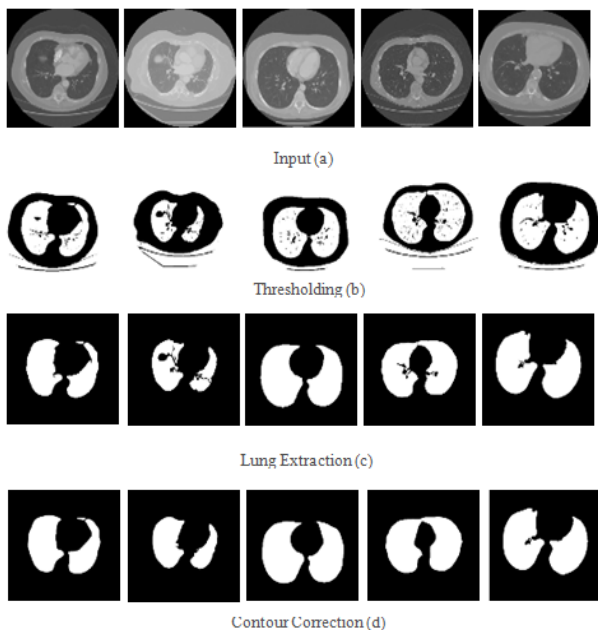 Input (a)
Thresholding (b)
Lung Extraction (c)
Contour Correction (d)